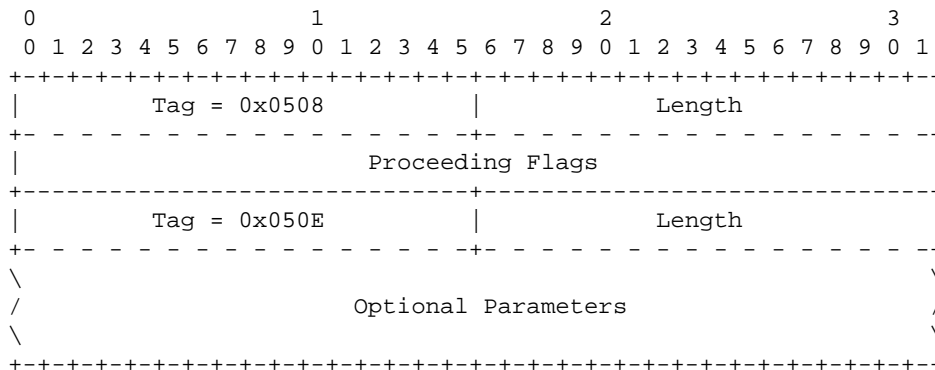 0                   1                   2                   3
0 1 2 3 4 5 6 7 8 9 0 1 2 3 4 5 6 7 8 9 0 1 2 3 4 5 6 7 8 9 0 1
+-+-+-+-+-+-+-+-+-+-+-+-+-+-+-+-+-+-+-+-+-+-+-+-+-+-+-+-+-+-+-+-
|         Tag = 0x0508          |            Length
+- - - - - - - - - - - - - - - -+- - - - - - - - - - - - - - - --
|                        Proceeding Flags
+-------------------------------+--------------------------------
|         Tag = 0x050E          |            Length
+- - - - - - - - - - - - - - - -+- - - - - - - - - - - - - - - --
\                                                               \
/                       Optional Parameters                     /
\                                                               \
+-+-+-+-+-+-+-+-+-+-+-+-+-+-+-+-+-+-+-+-+-+-+-+-+-+-+-+-+-+-+-+-